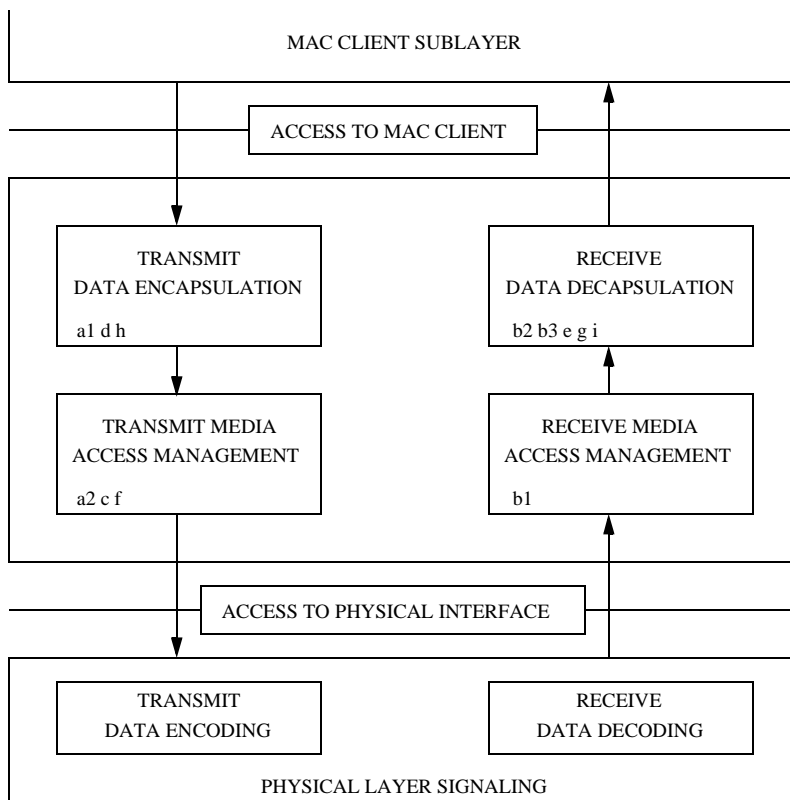 MAC CLIENT SUBLAYER
ACCESS TO MAC CLIENT
TRANSMIT
DATA ENCAPSULATION
a1 d h
RECEIVE
DATA DECAPSULATION
b2 b3 e g i
TRANSMIT MEDIA
ACCESS MANAGEMENT
a2 c f
RECEIVE MEDIA
ACCESS MANAGEMENT
b1
ACCESS TO PHYSICAL INTERFACE
TRANSMIT
DATA ENCODING
RECEIVE
DATA DECODING
PHYSICAL LAYER SIGNALING